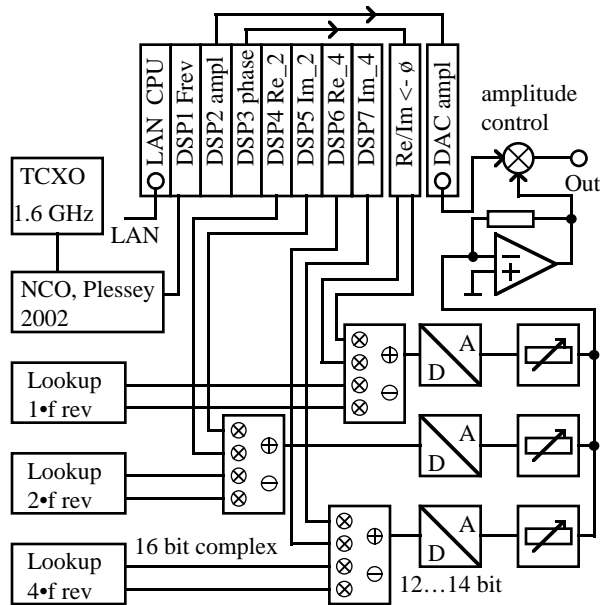 LAN CPU
DSP1 Frev
DSP2 ampl
DSP3 phase
DSP4 Re_2
DSP5 Im_2
DSP6 Re_4
DSP7 Im_4
Re/Im <- ø
DAC ampl
amplitude
control
Out
TCXO
1.6 GHz
LAN
NCO, Plessey
2002
Lookup
1•f rev
A
D
Lookup
2•f rev
A
D
16 bit complex
Lookup
4•f rev
A
D
12…14 bit